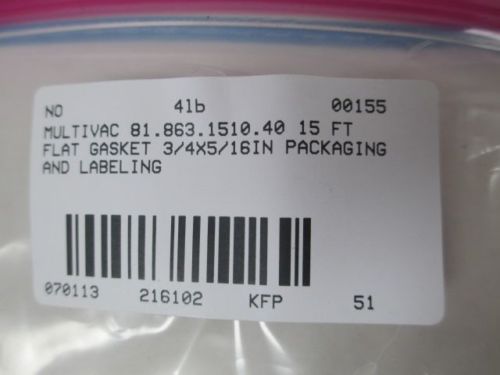 NO 4lb 00155
MULTIVAC 81.863.1510.40 15 FT
FLAT GASKET 3/4X5/16IN PACKAGING
AND LABELING
070113 216102 KFP 51